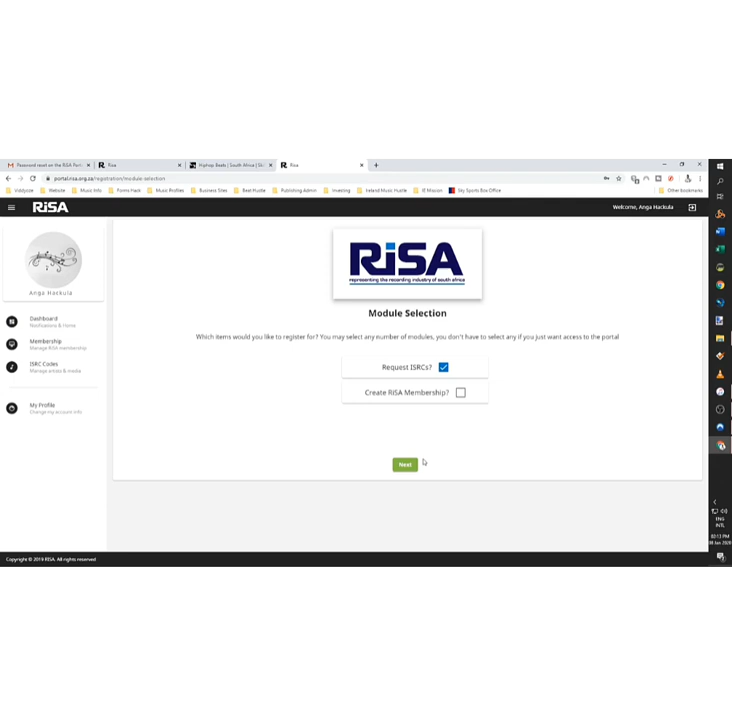 Password reset on the RISA Port
Risa
Hiphop Beats | South Africa | Ski
Risa
portal.risa.org.za/registration/module-selection
Vidдypoze
Website
Music Info
Forms Hack
Music Profiles
Business Sites
Beat Hustle
Publishing Admin
Investing
Ireland Music Hustle
IE Mission
Sky Sports Box Office
Other bookmarks
RiSA
Welcome, Anga Hackula
Anga Hackula
Dashboard
Notifications & Home
Membership
Manage RiSA membership
ISRC Codes
Manage artists & media
My Profile
Change my account info
RiSA
representing the recording industry of south africa
Module Selection
Which items would you like to register for? You may select any number of modules, you don't have to select any if you just want access to the portal
Request ISRCs?
Create RiSA Membership?
Next
ENG
INTL
03:13 PM
Copyright © 2019 RISA. All rights reserved